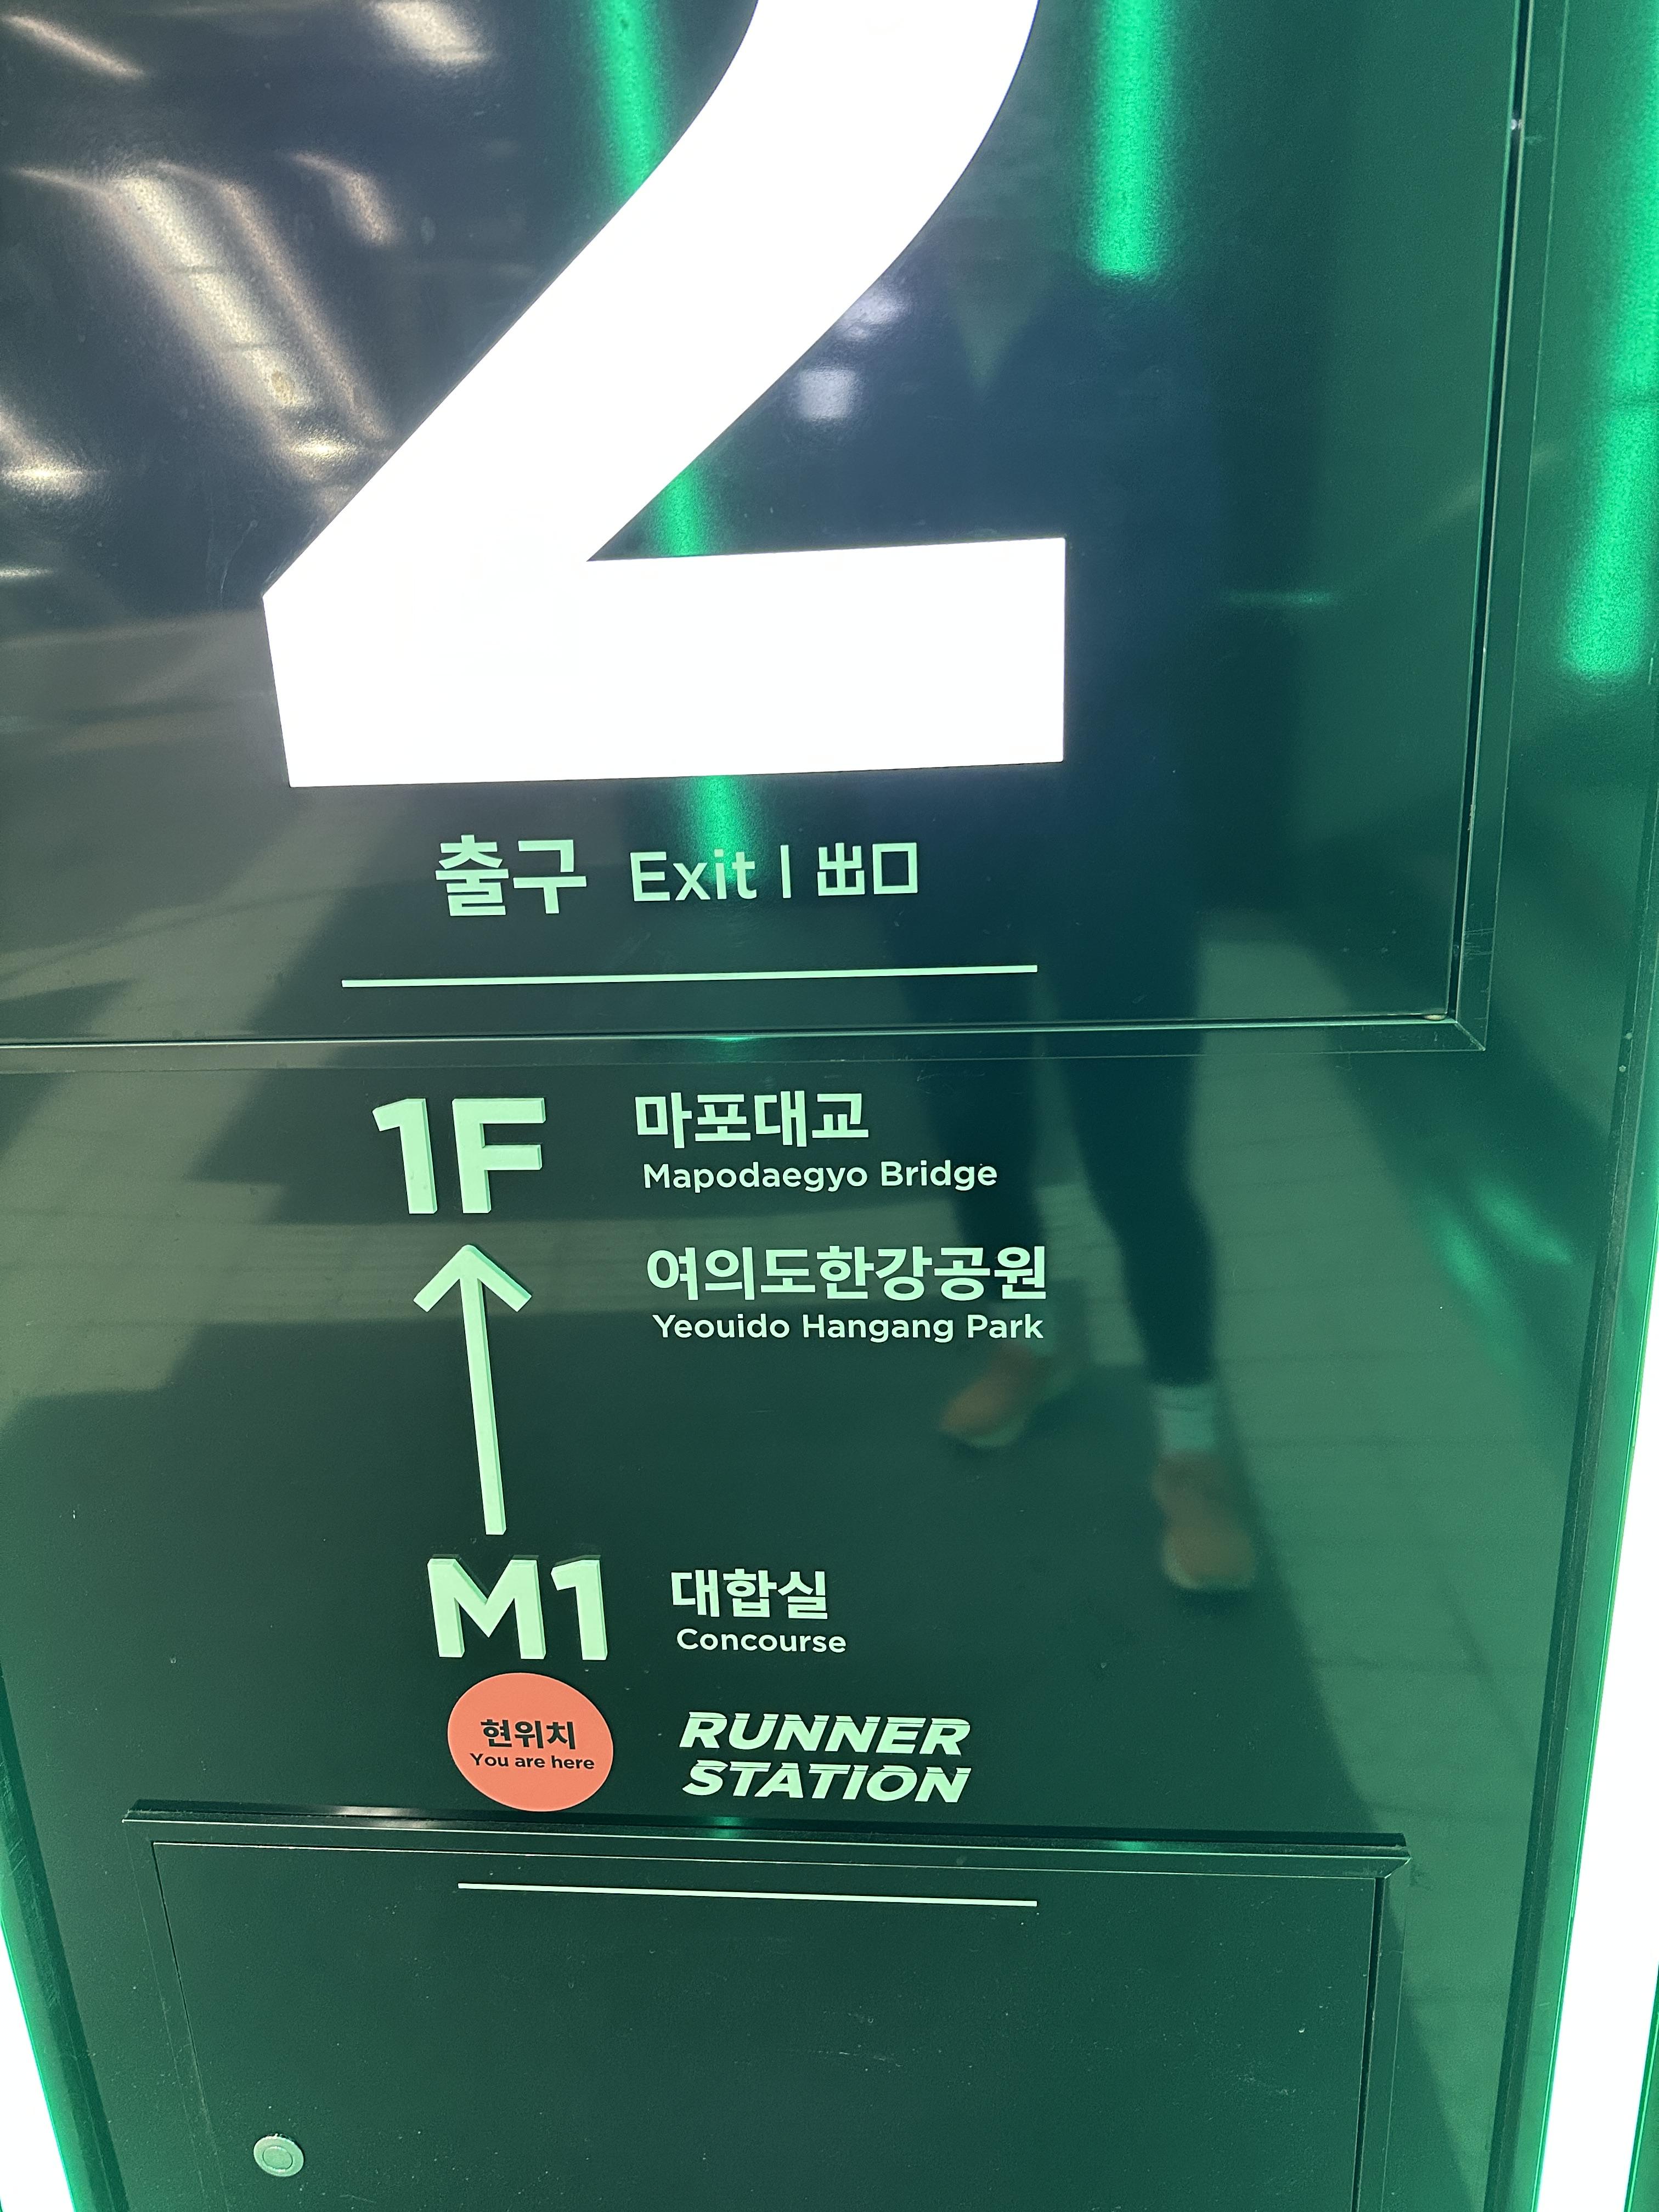 2
출구 Exit | 出口
1F
마포대교
Mapodaegyo Bridge
여의도한강공원
Yeouido Hangang Park
M1
대합실
Concourse
현위치
You are here
RUNNER
STATION